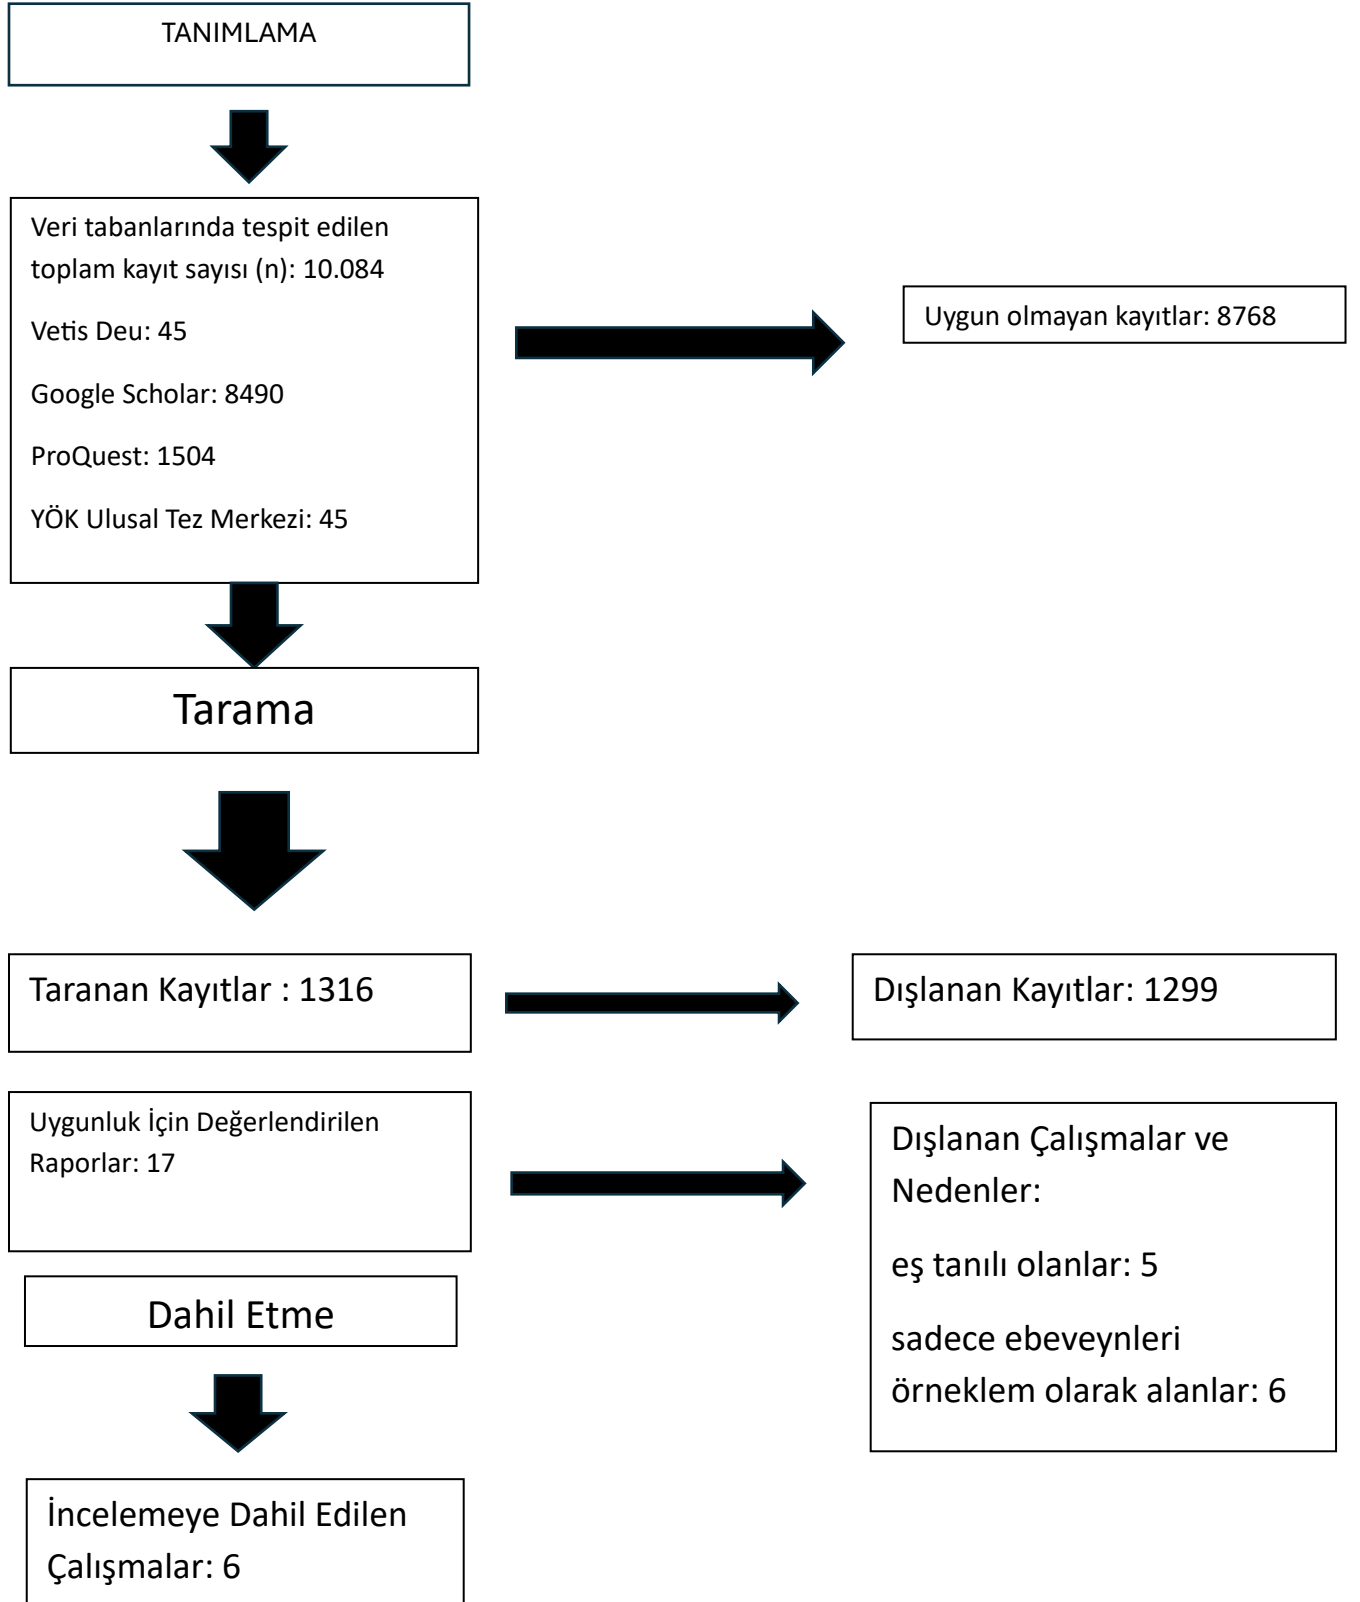 TANIMLAMA
Veri tabanlarında tespit edilen
toplam kayıt sayısı (n): 10.084
Vetis Deu: 45
Google Scholar: 8490
ProQuest: 1504
YÖK Ulusal Tez Merkezi: 45
Uygun olmayan kayıtlar: 8768
Tarama
Taranan Kayıtlar : 1316
Dışlanan Kayıtlar: 1299
Uygunluk İçin Değerlendirilen
Raporlar: 17
Dışlanan Çalışmalar ve
Nedenler:
eş tanılı olanlar: 5
sadece ebeveynleri
örneklem olarak alanlar: 6
Dahil Etme
İncelemeye Dahil Edilen
Çalışmalar: 6